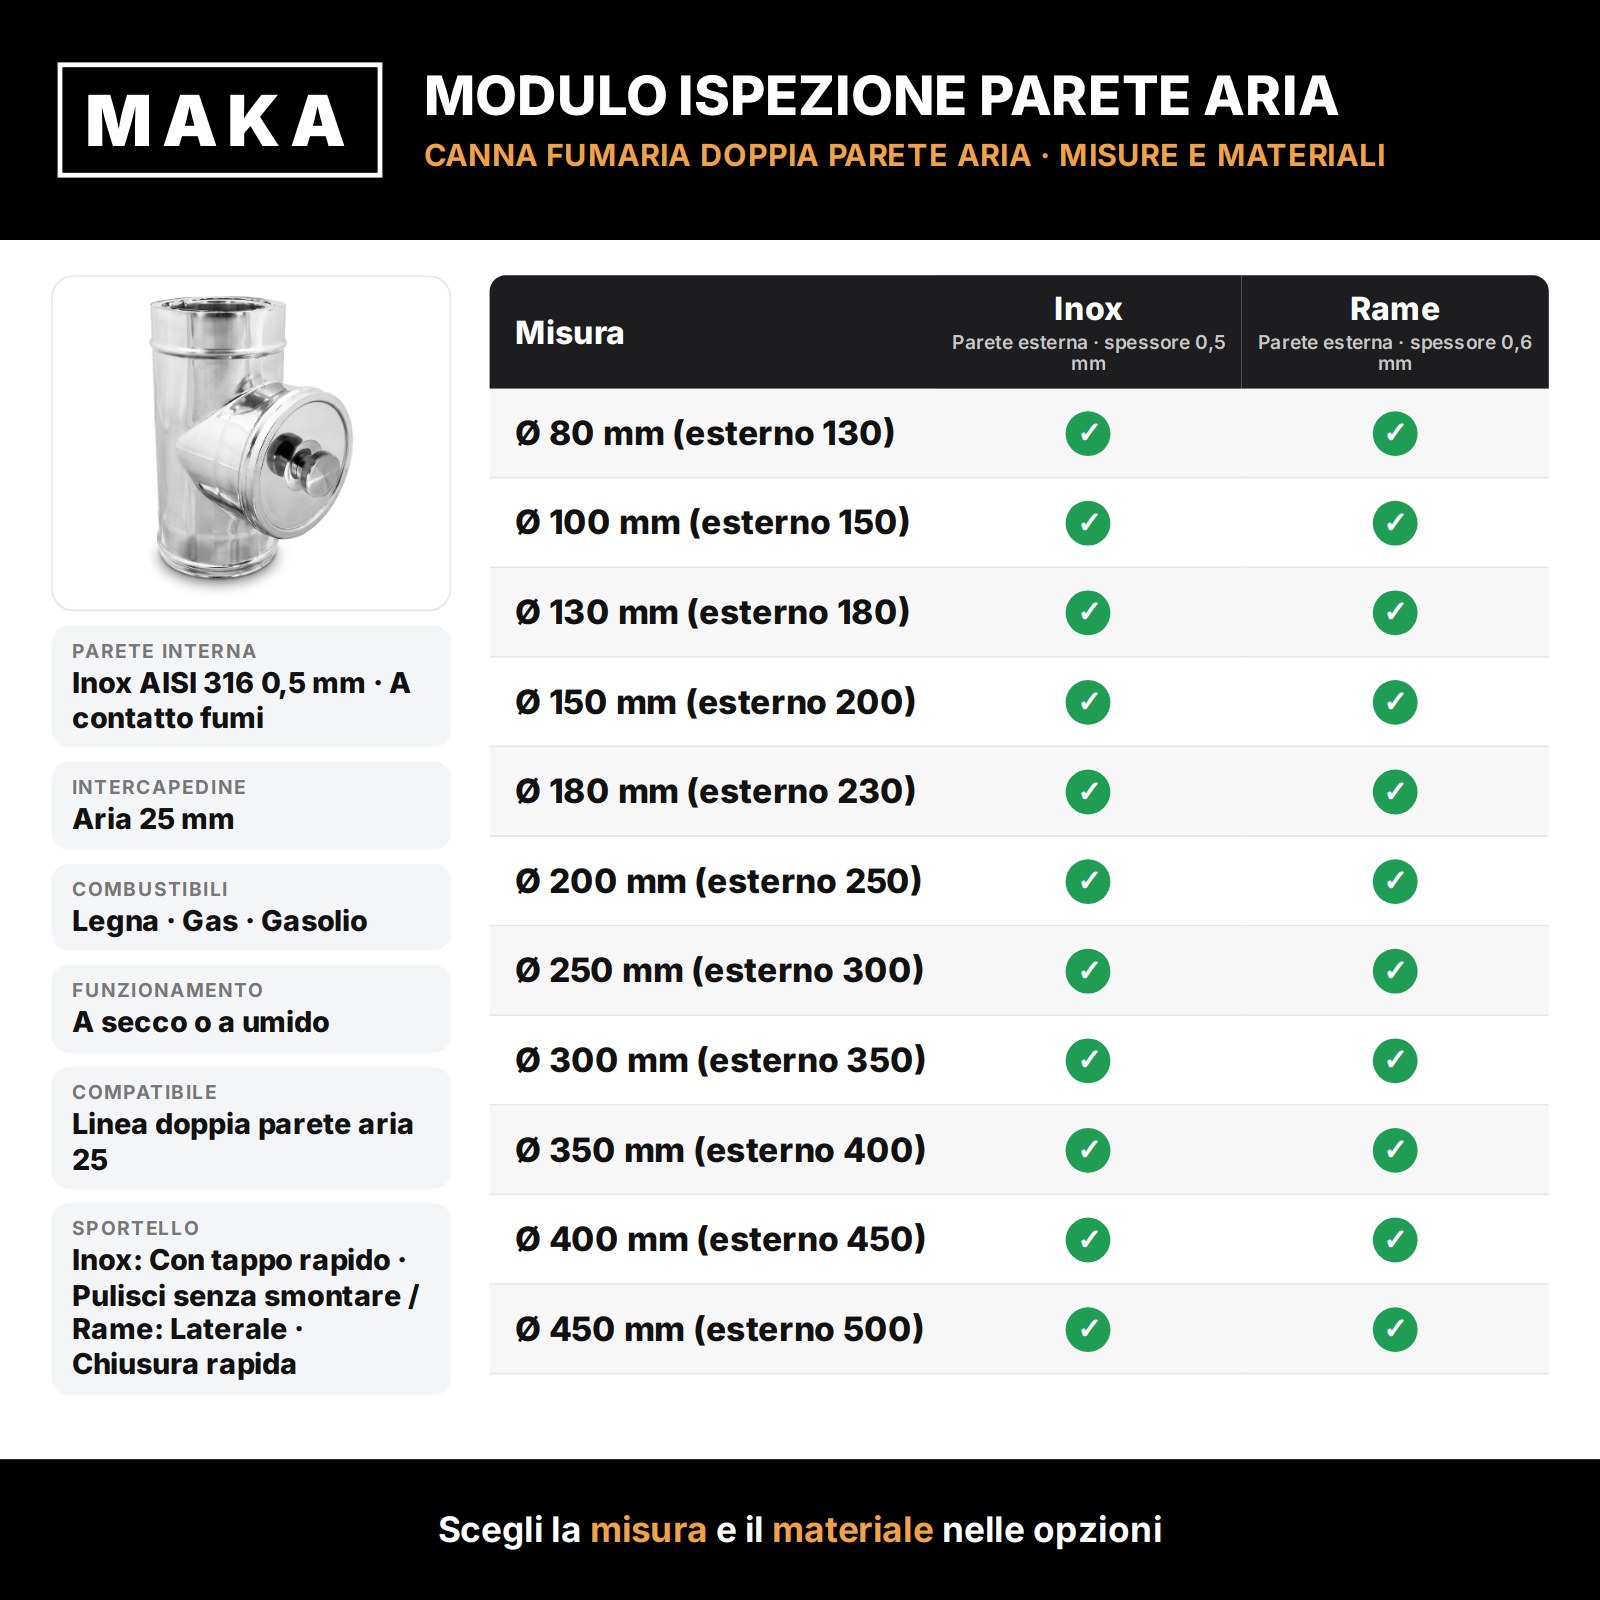 MAKA
MODULO ISPEZIONE PARETE ARIA
CANNA FUMARIA DOPPIA PARETE ARIA · MISURE E MATERIALI
PARETE INTERNA
Inox AISI 316 0,5 mm · A
contatto fumi
INTERCAPEDINE
Aria 25 mm
COMBUSTIBILI
Legna · Gas · Gasolio
FUNZIONAMENTO
A secco o a umido
COMPATIBILE
Linea doppia parete aria
25
SPORTELLO
Inox: Con tappo rapido ·
Pulisci senza smontare /
Rame: Laterale ·
Chiusura rapida
Misura
Inox
Parete esterna · spessore 0,5
mm
Rame
Parete esterna · spessore 0,6
mm
Ø 80 mm (esterno 130) ✓ ✓
Ø 100 mm (esterno 150) ✓ ✓
Ø 130 mm (esterno 180) ✓ ✓
Ø 150 mm (esterno 200) ✓ ✓
Ø 180 mm (esterno 230) ✓ ✓
Ø 200 mm (esterno 250) ✓ ✓
Ø 250 mm (esterno 300) ✓ ✓
Ø 300 mm (esterno 350) ✓ ✓
Ø 350 mm (esterno 400) ✓ ✓
Ø 400 mm (esterno 450) ✓ ✓
Ø 450 mm (esterno 500) ✓ ✓
Scegli la misura e il materiale nelle opzioni